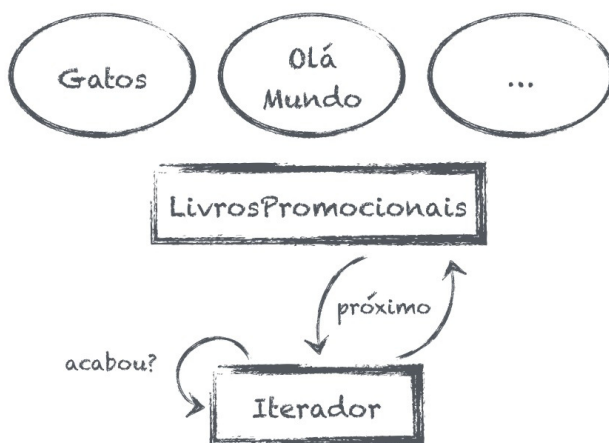 Gatos
Olá
Mundo
...
LivrosPromocionais
próximo
acabou?
Iterador